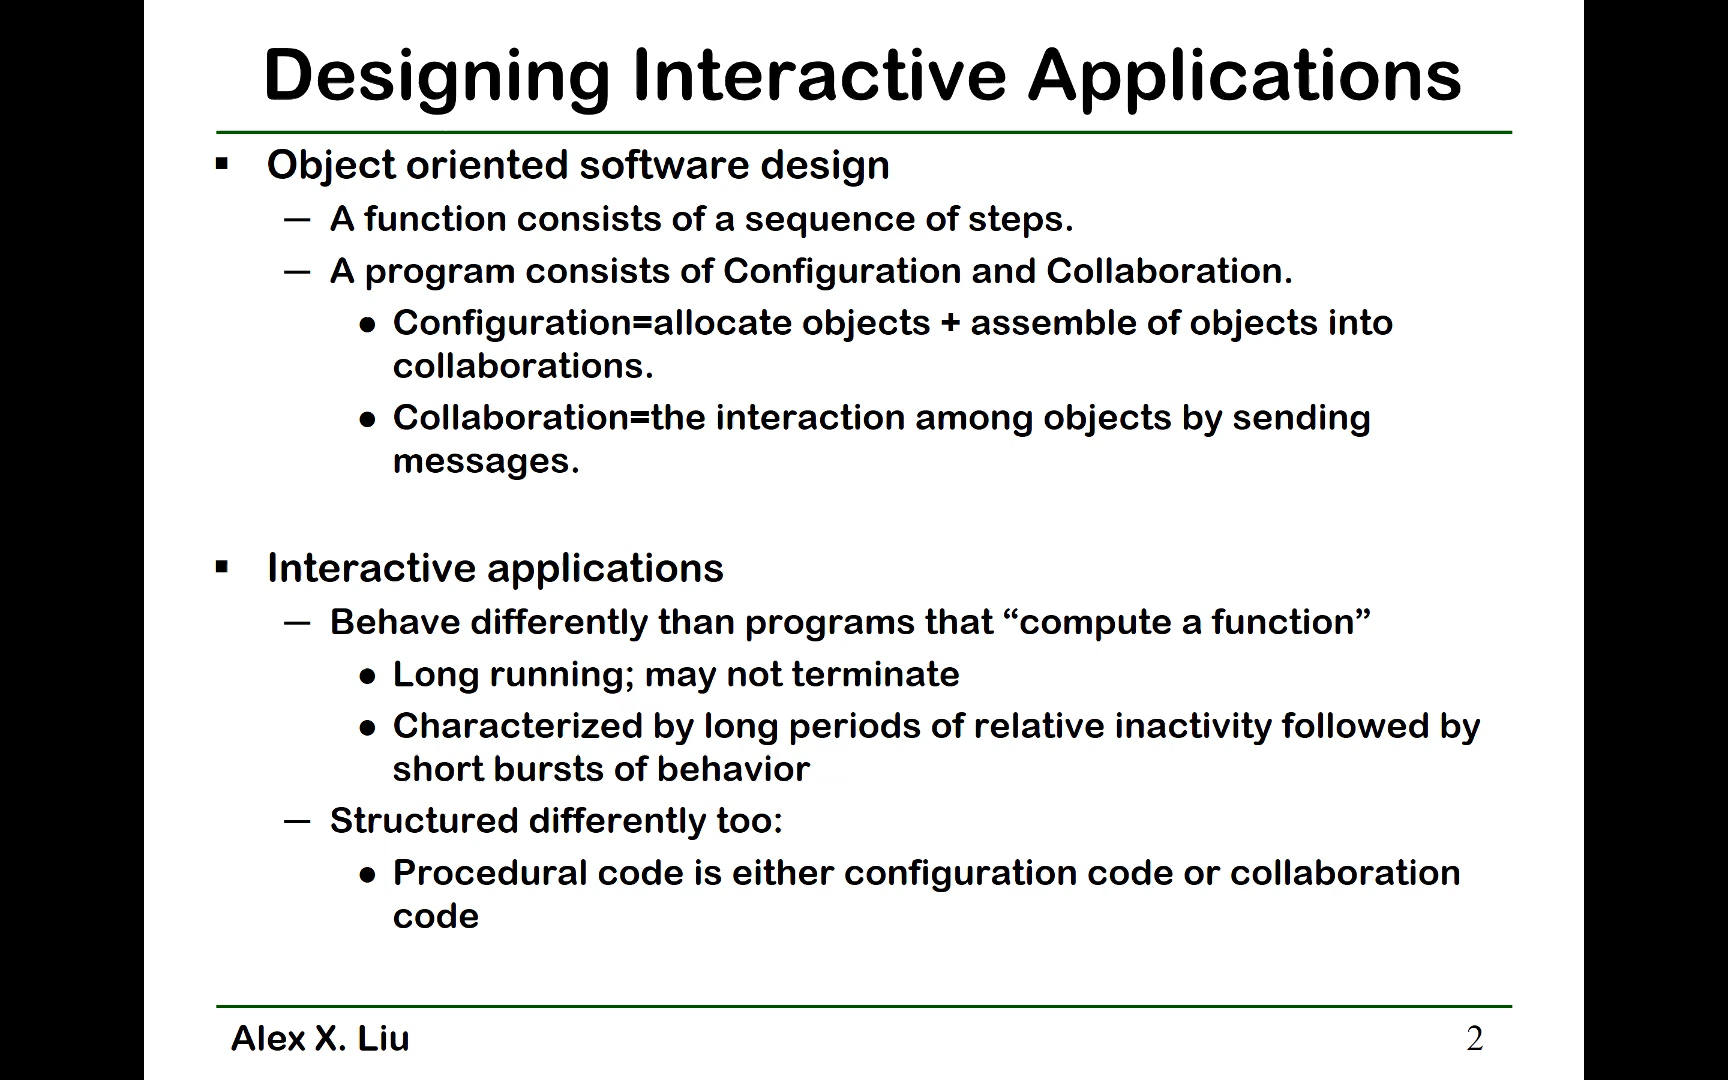 Designing Interactive Applications
▪ Object oriented software design
— A function consists of a sequence of steps.
— A program consists of Configuration and Collaboration.
● Configuration=allocate objects + assemble of objects into
collaborations.
● Collaboration=the interaction among objects by sending
messages.
▪ Interactive applications
— Behave differently than programs that “compute a function”
● Long running; may not terminate
● Characterized by long periods of relative inactivity followed by
short bursts of behavior
— Structured differently too:
● Procedural code is either configuration code or collaboration
code
Alex X. Liu
2